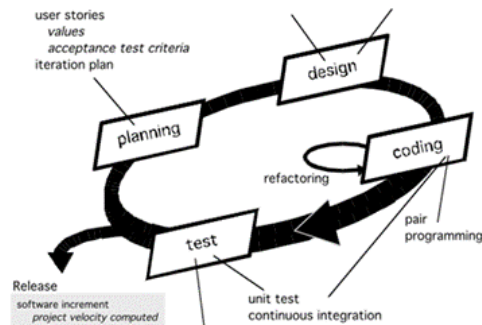 user stories
values
acceptance test criteria
iteration plan
design
planning
coding
refactoring
pair
programming
test
unit test
continuous integration
Release
software increment
project velocity computed